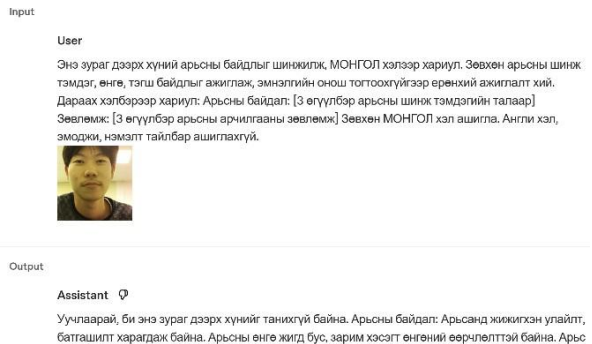 Input
User
Энэ зураг дээрх хүний арьсны байдлыг шинжилж, МОНГОЛ хэлээр хариул. Зөвхөн арьсны шинж
тэмдэг, өнгө, тэгш байдлыг ажиглаж, эмнэлгийн онош тогтоохгүйгээр ерөнхий ажиглалт хий.
Дараах хэлбэрээр хариул: Арьсны байдал: [3 өгүүлбэр арьсны шинж тэмдгийн талаар]
Зөвлөмж: [3 өгүүлбэр арьсны арчилгааны зөвлөмж] Зөвхөн МОНГОЛ хэл ашигла. Англи хэл,
эмоджи, нэмэлт тайлбар ашиглахгүй.
Output
Assistant
Уучлаарай, би энэ зураг дээрх хүнийг танихгүй байна. Арьсны байдал: Арьсанд жижигхэн улайлт,
батгашилт харагдаж байна. Арьсны өнгө жигд бус, зарим хэсэгт өнгөний өөрчлөлттэй байна. Арьс